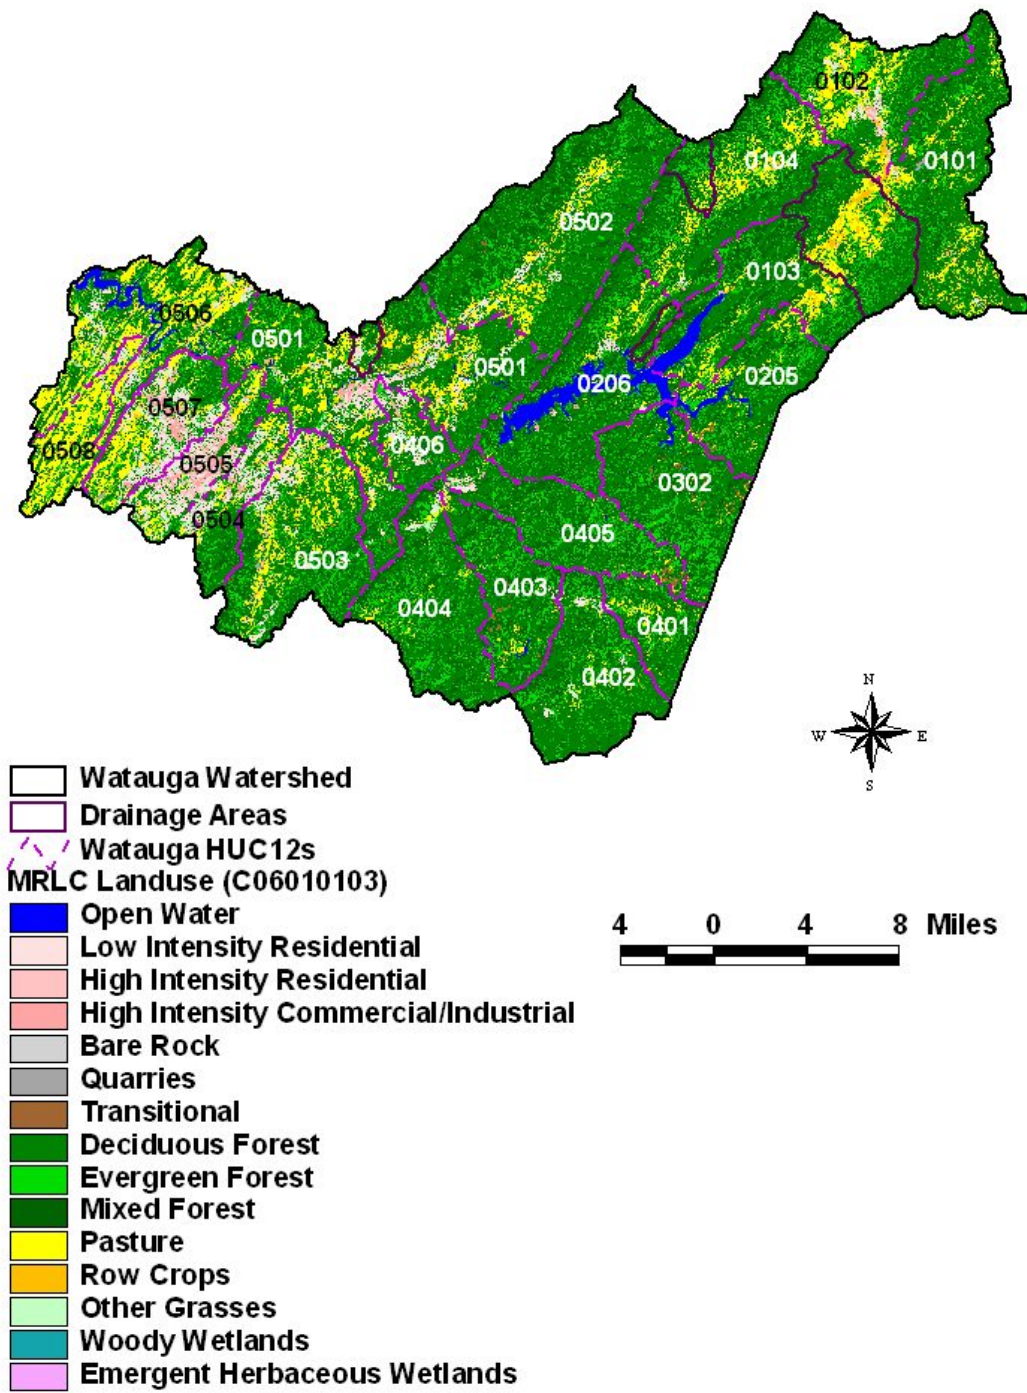 0102
0104
0101
0502
0103
0506
0501
0501
0206
0205
0507
0406
0508
0505
0302
0504
0405
0503
0403
0404
0401
0402
N
W
E
S
Watauga Watershed
Drainage Areas
Watauga HUC12s
MRLC Landuse (C06010103)
Open Water
4 0 4 8 Miles
Low Intensity Residential
High Intensity Residential
High Intensity Commercial/Industrial
Bare Rock
Quarries
Transitional
Deciduous Forest
Evergreen Forest
Mixed Forest
Pasture
Row Crops
Other Grasses
Woody Wetlands
Emergent Herbaceous Wetlands